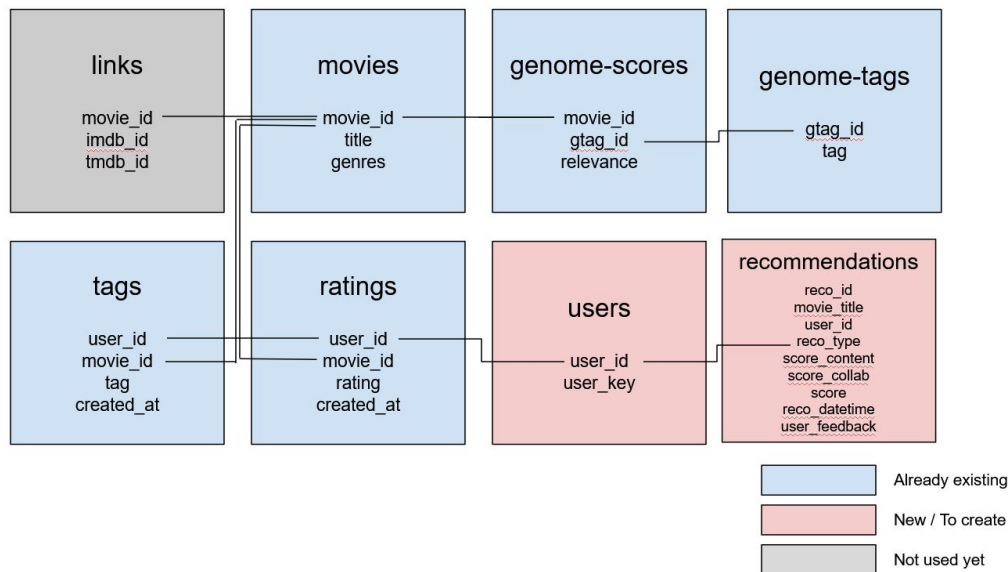 links
movie_id
imdb_id
tmdb_id
movies
movie_id
title
genres
genome-scores
movie_id
gtag_id
relevance
genome-tags
gtag_id
tag
tags
user_id
movie_id
tag
created_at
ratings
user_id
movie_id
rating
created_at
users
user_id
user_key
recommendations
reco_id
movie_title
user_id
reco_type
score_content
score_collab
score
reco_datetime
user_feedback
Already existing
New / To create
Not used yet